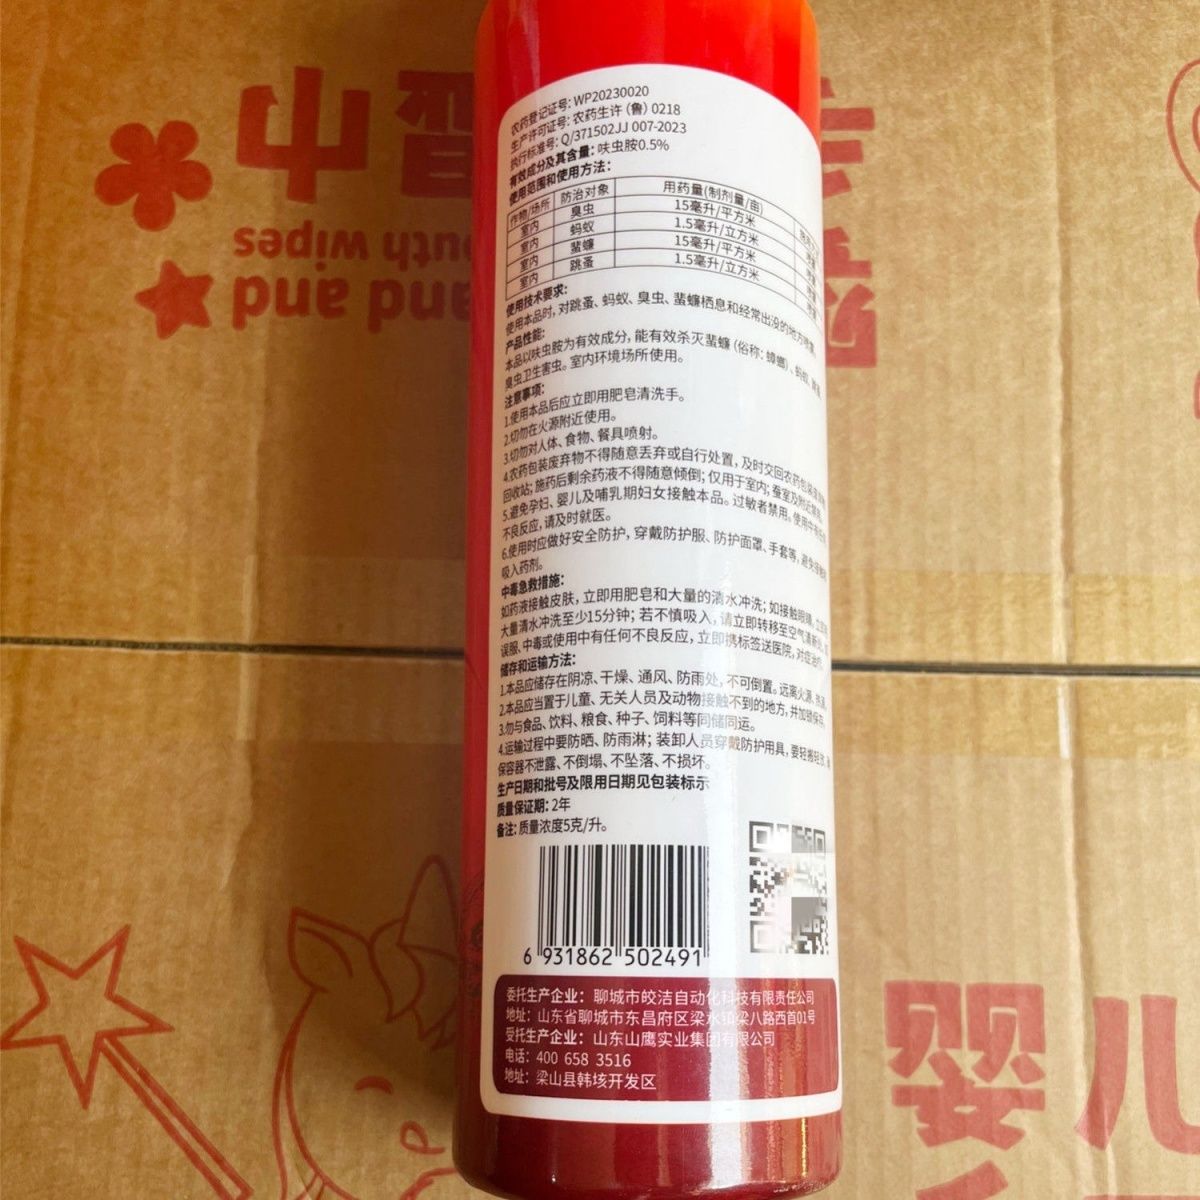 农药登记证号: WP20230020
生产许可证号: 农药生许 (鲁) 0218
执行标准号: Q/371502JJ 007-2023
有效成分及其含量: 呋虫胺0.5%
使用范围和使用方法:
作物/场所 防治对象 用药量(制剂量/亩)
室内 臭虫 15毫升/平方米
室内 蚂蚁 1.5毫升/立方米
室内 蜚蠊 15毫升/平方米
室内 跳蚤 1.5毫升/立方米
使用技术要求:
使用本品时, 对跳蚤、蚂蚁、臭虫、蜚蠊栖息和经常出没的地方喷雾。
产品性能:
本品以呋虫胺为有效成分, 能有效杀灭蜚蠊 (俗称: 蟑螂)、蚂蚁、跳蚤、
臭虫卫生害虫。室内环境场所使用。
注意事项:
1.使用本品后应立即用肥皂清洗手。
2.切勿在火源附近使用。
3.切勿对人体、食物、餐具喷射。
4.农药包装废弃物不得随意丢弃或自行处置, 及时交回农药包装废弃物
回收站; 施药后剩余药液不得随意倾倒; 仅用于室内; 蚕室及附近禁用。
5.避免孕妇、婴儿及哺乳期妇女接触本品。过敏者禁用。使用中有任何
不良反应, 请及时就医。
6.使用时应做好安全防护, 穿戴防护服、防护面罩、手套等, 避免接触和
吸入药剂。
中毒急救措施:
如药液接触皮肤, 立即用肥皂和大量的清水冲洗; 如接触眼睛, 立即用
大量清水冲洗至少15分钟; 若不慎吸入, 请立即转移至空气清新处。
误服、中毒或使用中有任何不良反应, 立即携标签送医院, 对症治疗。
储存和运输方法:
1.本品应储存在阴凉、干燥、通风、防雨处, 不可倒置。远离火源、热源。
2.本品应当置于儿童、无关人员及动物接触不到的地方, 并加锁保存。
3.勿与食品、饮料、粮食、种子、饲料等同储同运。
4.运输过程中要防晒、防雨淋; 装卸人员穿戴防护用具, 要轻搬轻放, 确
保容器不泄露、不倒塌、不坠落、不损坏。
生产日期和批号及限用日期见包装标示
质量保证期: 2年
备注: 质量浓度5克/升。
6 931862 502491
委托生产企业: 聊城市皎洁自动化科技有限责任公司
地址: 山东省聊城市东昌府区梁水镇梁八路西首01号
受托生产企业: 山东山鹰实业集团有限公司
电话: 400 658 3516
地址: 梁山县韩垓开发区
hand and
mouth wipes
巾
婴儿